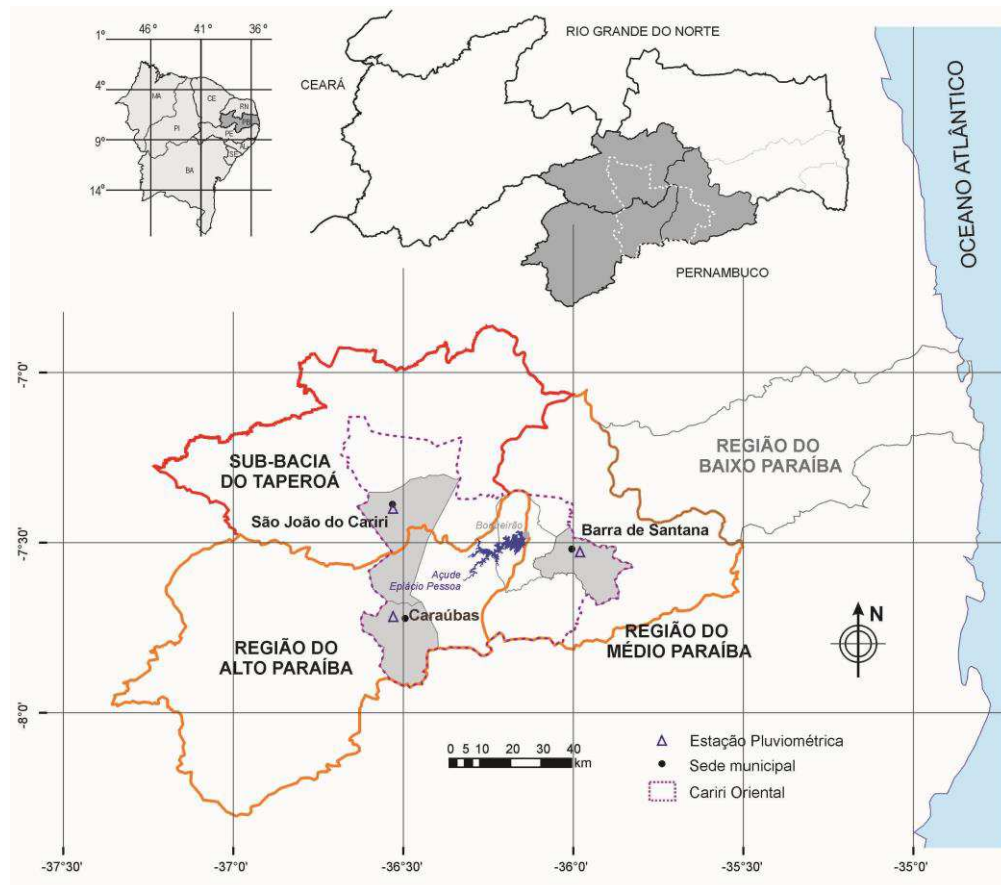 46° 41° 36°
1°
4°
9°
14°
MA
CE
RN
PB
PI
PE
AL
SE
BA
RIO GRANDE DO NORTE
CEARÁ
PERNAMBUCO
OCEANO ATLÂNTICO
-7°0'
-7°30'
-8°0'
SUB-BACIA
DO TAPEROÁ
São João do Cariri
REGIÃO DO
BAIXO PARAÍBA
Boqueirão
Barra de Santana
Açude
Epiácio Pessoa
Caraúbas
REGIÃO DO
ALTO PARAÍBA
REGIÃO DO
MÉDIO PARAÍBA
N
0 5 10 20 30 40
km
Estação Pluviométrica
Sede municipal
Cariri Oriental
-37°30' -37°0' -36°30' -36°0' -35°30' -35°0'